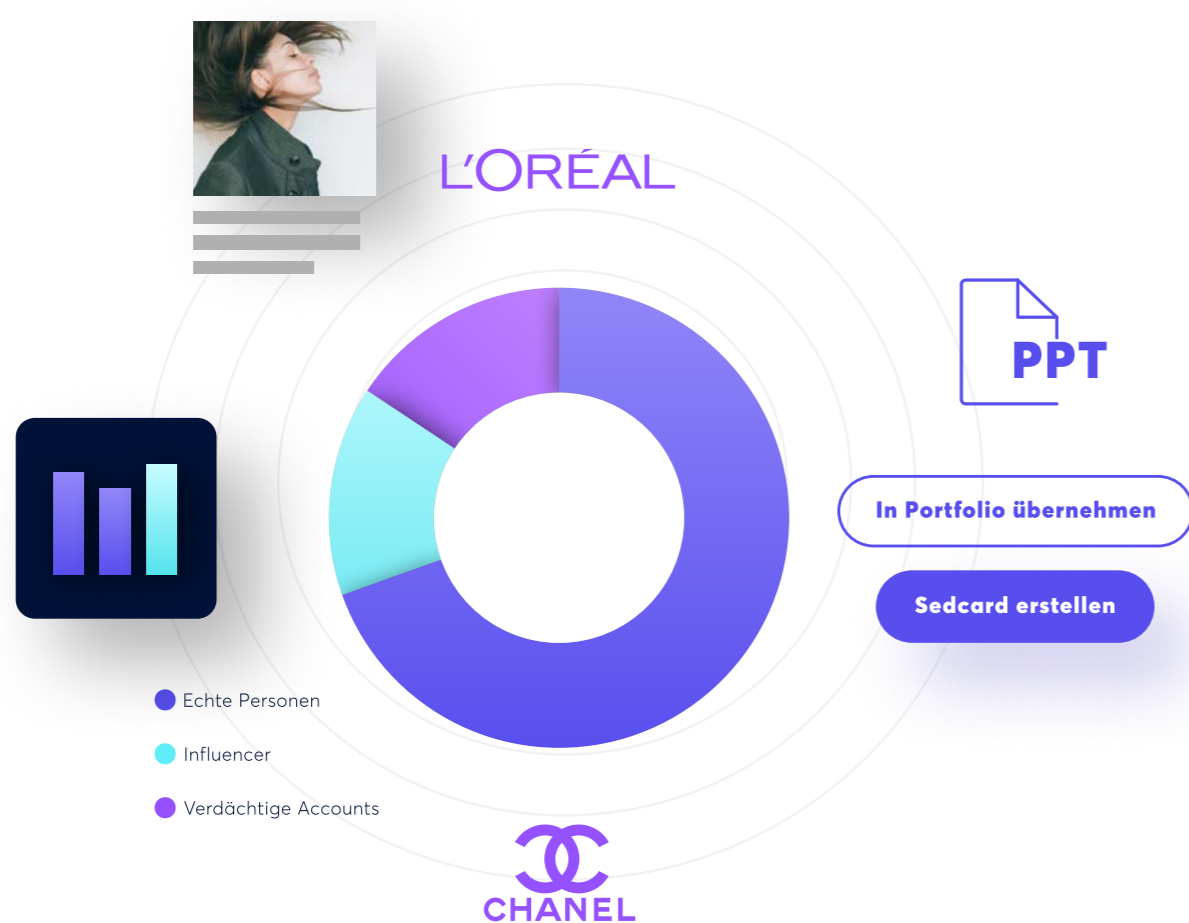 L'ORÉAL
PPT
In Portfolio übernehmen
Sedcard erstellen
Echte Personen
Influencer
Verdächtige Accounts
CHANEL